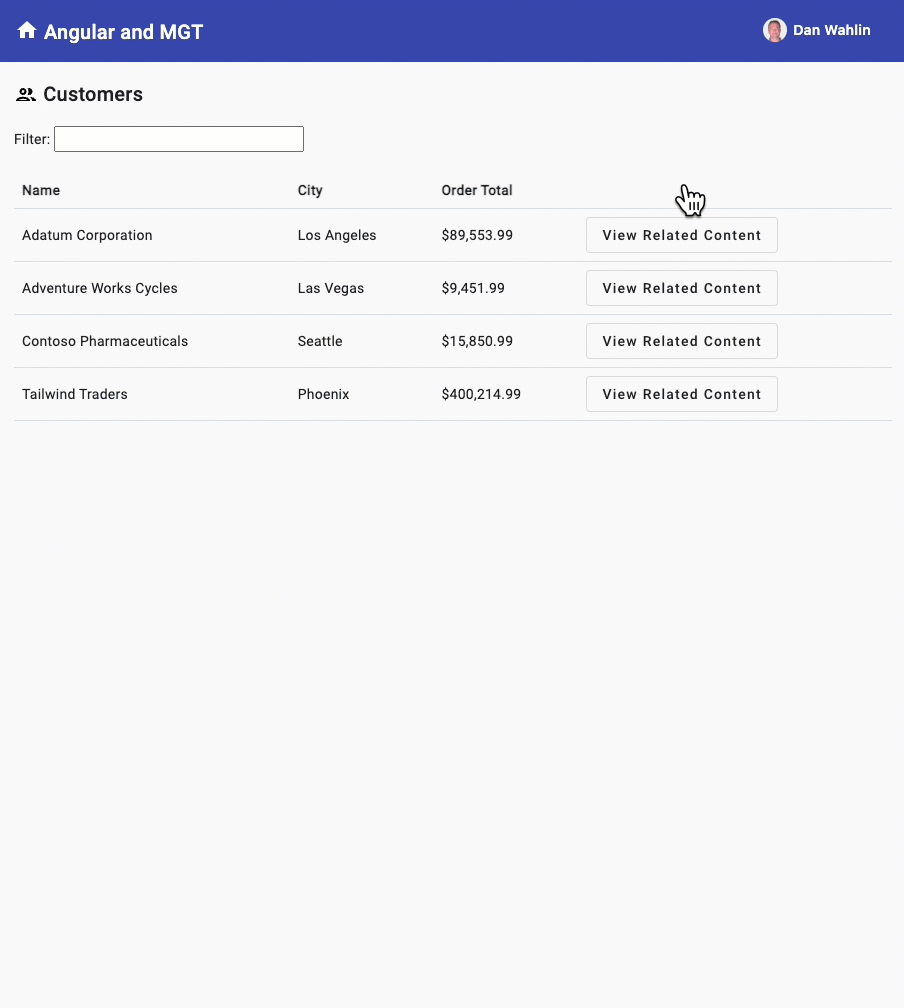 Angular and MGT Dan Wahlin
Customers
Filter:
Name City Order Total
Adatum Corporation Los Angeles $89,553.99 View Related Content
Adventure Works Cycles Las Vegas $9,451.99 View Related Content
Contoso Pharmaceuticals Seattle $15,850.99 View Related Content
Tailwind Traders Phoenix $400,214.99 View Related Content